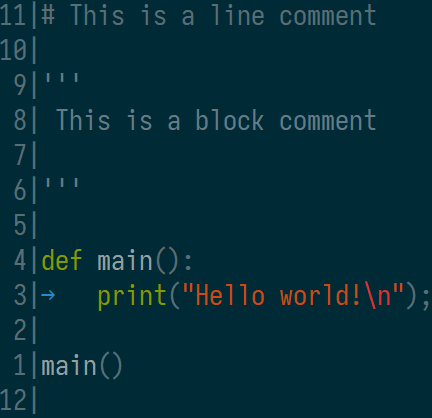 11|# This is a line comment
10|
9|'''
8| This is a block comment
7|
6|'''
5|
4|def main():
3|→   print("Hello world!\n");
2|
1|main()
12|